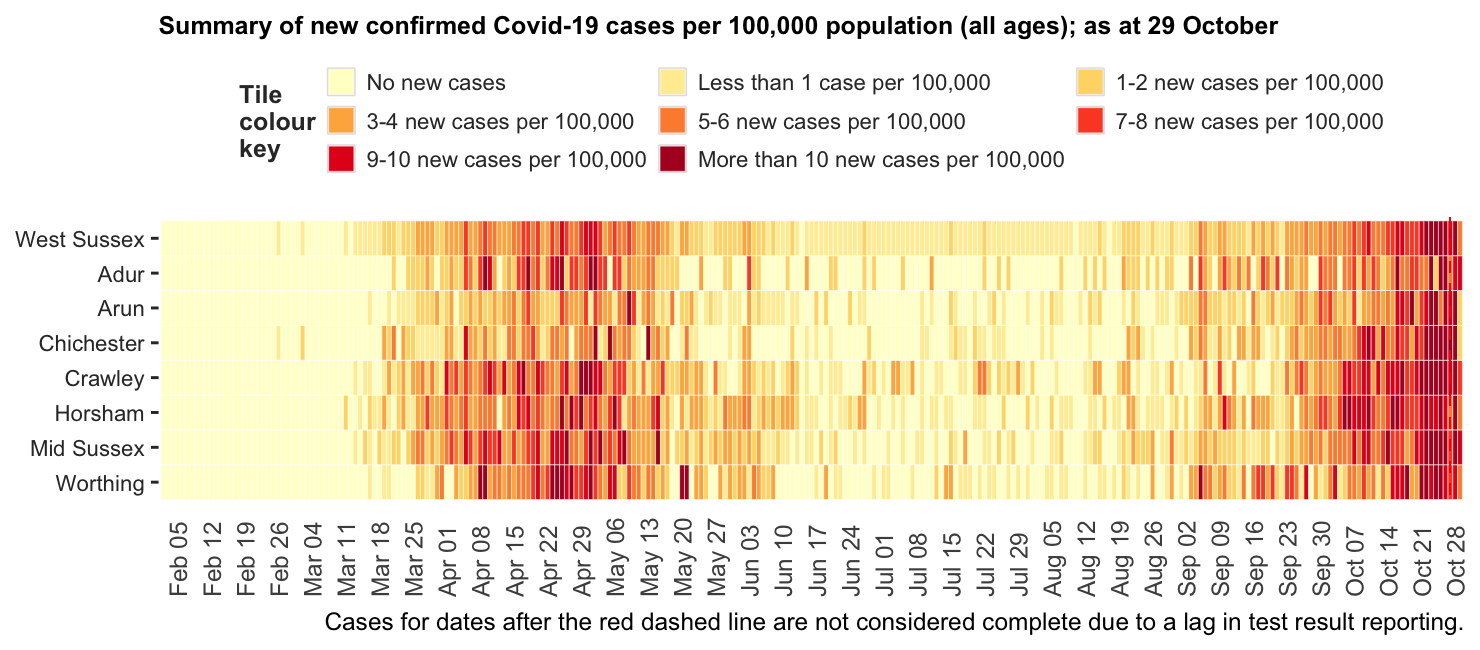 Summary of new confirmed Covid-19 cases per 100,000 population (all ages); as at 29 October
Tile
colour
key
No new cases
Less than 1 case per 100,000
1-2 new cases per 100,000
3-4 new cases per 100,000
5-6 new cases per 100,000
7-8 new cases per 100,000
9-10 new cases per 100,000
More than 10 new cases per 100,000
West Sussex
Adur
Arun
Chichester
Crawley
Horsham
Mid Sussex
Worthing
Feb 05
Feb 12
Feb 19
Feb 26
Mar 04
Mar 11
Mar 18
Mar 25
Apr 01
Apr 08
Apr 15
Apr 22
Apr 29
May 06
May 13
May 20
May 27
Jun 03
Jun 10
Jun 17
Jun 24
Jul 01
Jul 08
Jul 15
Jul 22
Jul 29
Aug 05
Aug 12
Aug 19
Aug 26
Sep 02
Sep 09
Sep 16
Sep 23
Sep 30
Oct 07
Oct 14
Oct 21
Oct 28
Cases for dates after the red dashed line are not considered complete due to a lag in test result reporting.